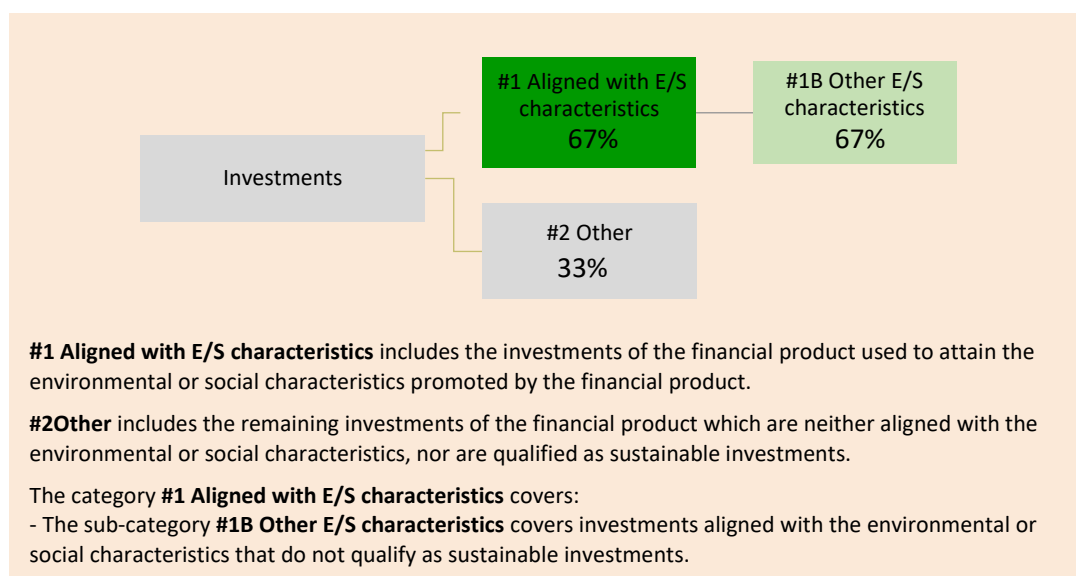 #1 Aligned with E/S
characteristics
67%
#1B Other E/S
characteristics
67%
Investments
#2 Other
33%
#1 Aligned with E/S characteristics includes the investments of the financial product used to attain the
environmental or social characteristics promoted by the financial product.
#2Other includes the remaining investments of the financial product which are neither aligned with the
environmental or social characteristics, nor are qualified as sustainable investments.
The category #1 Aligned with E/S characteristics covers:
- The sub-category #1B Other E/S characteristics covers investments aligned with the environmental or
social characteristics that do not qualify as sustainable investments.